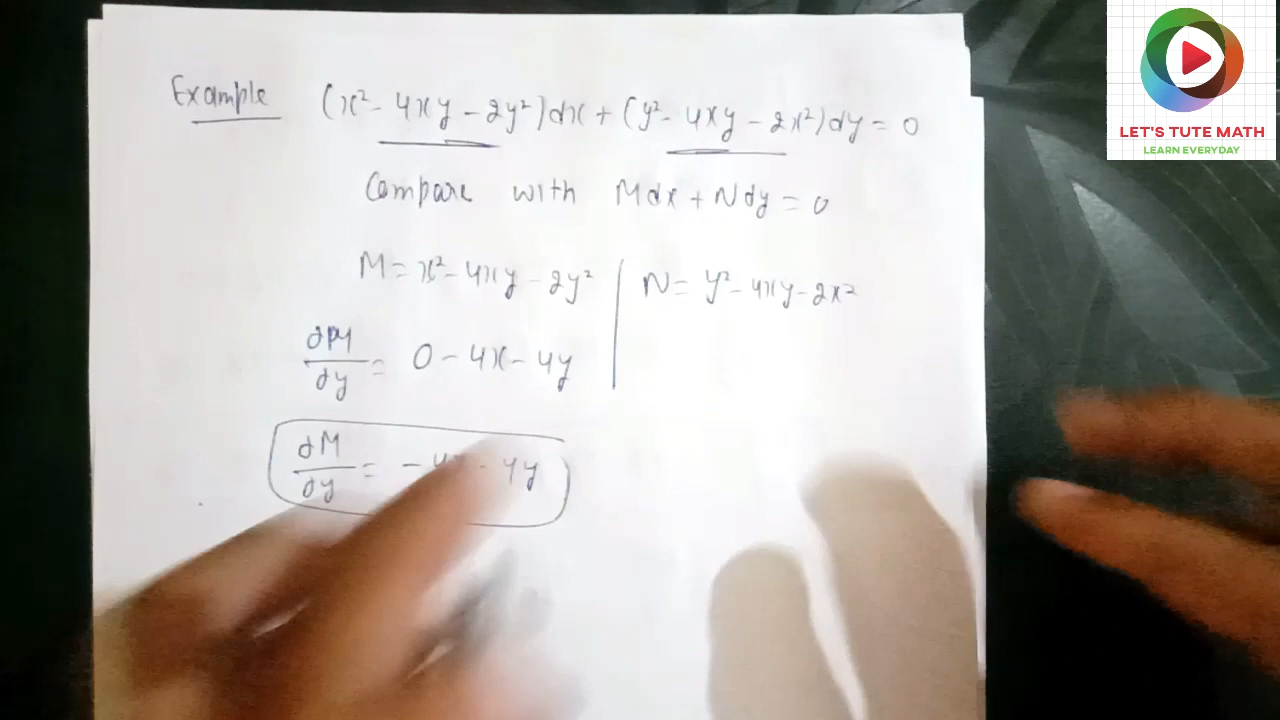 Example (x² - 4xy - 2y²)dx + (y² - 4xy - 2x²)dy = 0
Compare with Mdx + Ndy = 0
M = x² - 4xy - 2y² | N = y² - 4xy - 2x²
∂M/∂y = 0 - 4x - 4y
∂M/∂y = - 4x - 4y
LET'S TUTE MATH
LEARN EVERYDAY